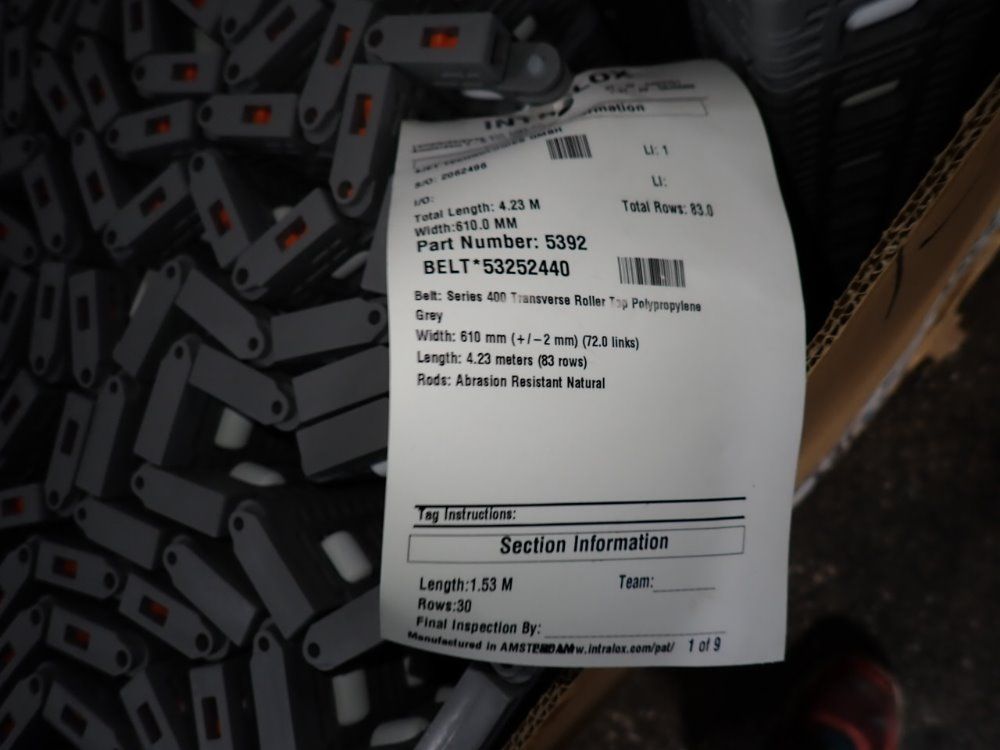 S/O: 2062496
LI: 1
I/O:
LI:
Total Length: 4.23 M
Total Rows: 83.0
Width:610.0 MM
Part Number: 5392
BELT*53252440
Belt: Series 400 Transverse Roller Top Polypropylene
Grey
Width: 610 mm (+/-2 mm) (72.0 links)
Length: 4.23 meters (83 rows)
Rods: Abrasion Resistant Natural
Tag Instructions:
Section Information
Length:1.53 M
Team:
Rows:30
Final Inspection By:
Manufactured in AMSTERDAM
w.intralox.com/pat/
1 of 9